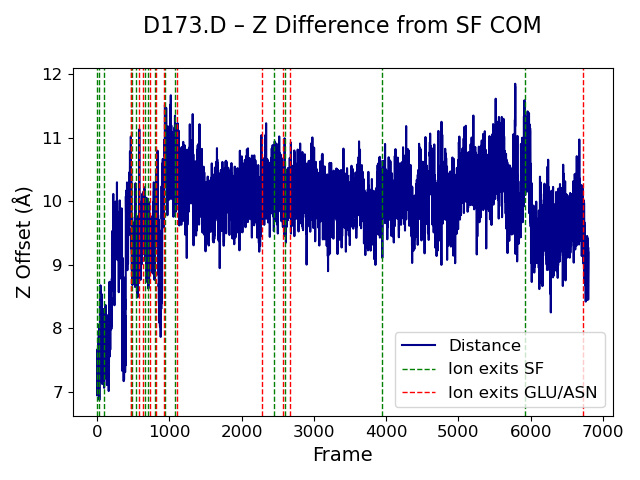 D173.D – Z Difference from SF COM
Z Offset (Å)
12
11
10
9
8
7
Distance
Ion exits SF
Ion exits GLU/ASN
0 1000 2000 3000 4000 5000 6000 7000
Frame